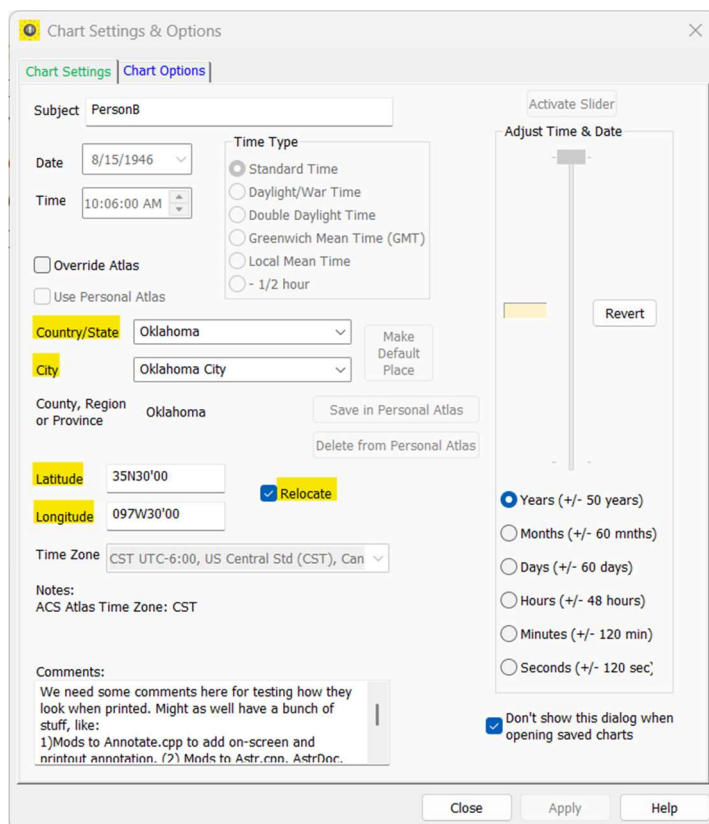 Chart Settings & Options
Chart Settings
Chart Options
Subject PersonB
Activate Slider
Date 8/15/1946
Time 10:06:00 AM
Time Type
Standard Time
Daylight/War Time
Double Daylight Time
Greenwich Mean Time (GMT)
Local Mean Time
- 1/2 hour
Adjust Time & Date
Revert
Override Atlas
Use Personal Atlas
Country/State Oklahoma
City Oklahoma City
Make
Default
Place
County, Region
or Province
Oklahoma
Save in Personal Atlas
Delete from Personal Atlas
Latitude 35N30'00
Relocate
Longitude 097W30'00
Time Zone CST UTC-6:00, US Central Std (CST), Can
Notes:
ACS Atlas Time Zone: CST
Years (+/- 50 years)
Months (+/- 60 mnths)
Days (+/- 60 days)
Hours (+/- 48 hours)
Minutes (+/- 120 min)
Seconds (+/- 120 sec)
Comments:
We need some comments here for testing how they
look when printed. Might as well have a bunch of
stuff, like:
1)Mods to Annotate.cpp to add on-screen and
printout annotation. (2) Mods to Astr.cpp, AstrDoc.
Don't show this dialog when
opening saved charts
Close
Apply
Help